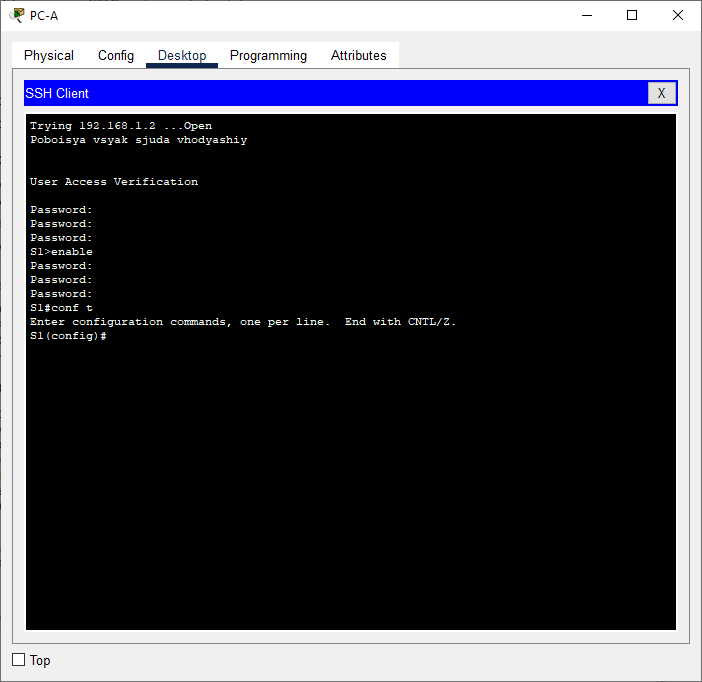 PC-A
Physical Config Desktop Programming Attributes
SSH Client
X
Trying 192.168.1.2 ...Open
Poboisya vsyak sjuda vhodyashiy
User Access Verification
Password:
Password:
Password:
S1>enable
Password:
Password:
Password:
S1#conf t
Enter configuration commands, one per line.  End with CNTL/Z.
S1(config)#
Top